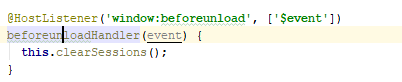 @HostListener('window:beforeunload', ['$event'])
beforeunloadHandler(event) {
  this.clearSessions();
}